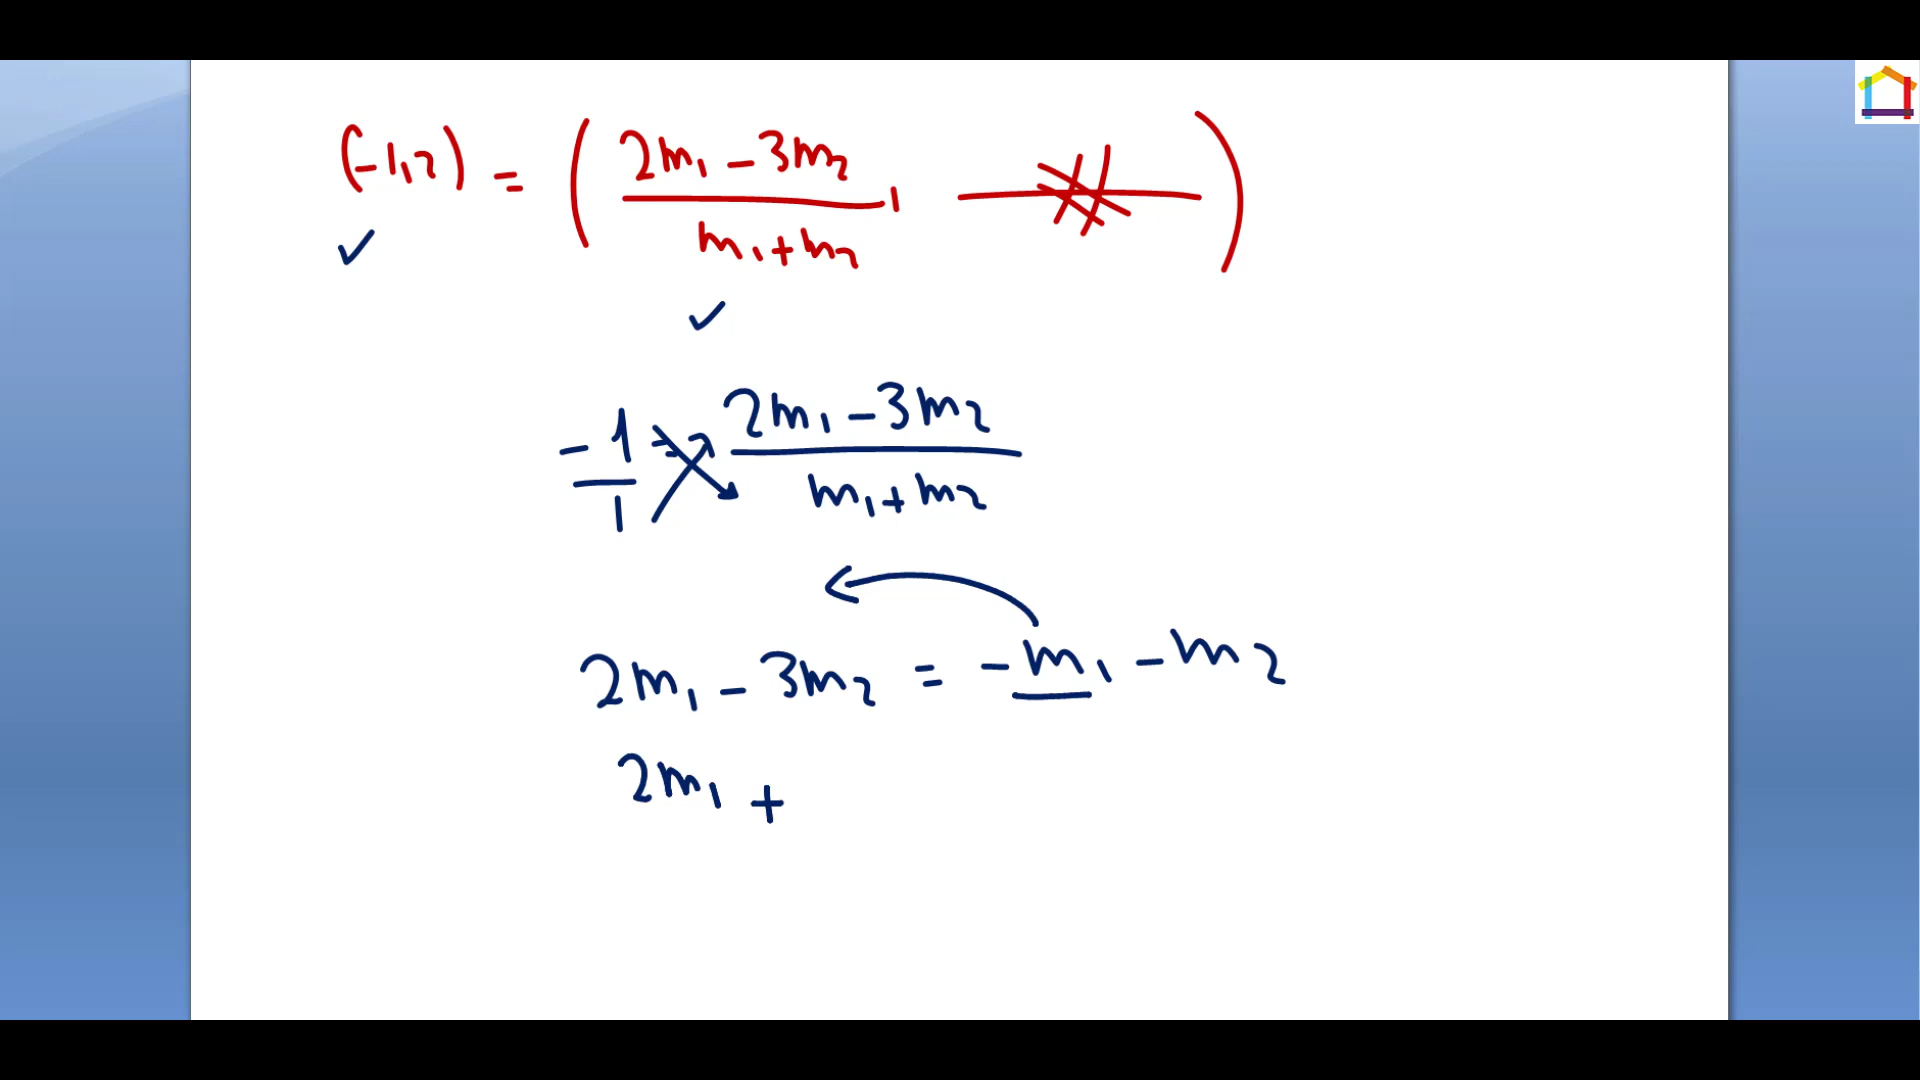 (-1,2) = ( (2m₁ - 3m₂)/(m₁ + m₂) , )
-1/1 = (2m₁ - 3m₂)/(m₁ + m₂)
2m₁ - 3m₂ = -m₁ - m₂
2m₁ +